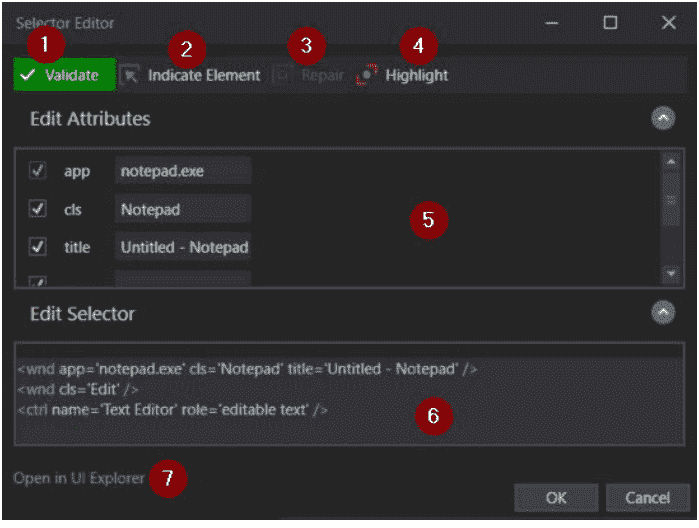 Selector Editor
1 2 3 4
Validate Indicate Element Repair Highlight
Edit Attributes
app notepad.exe
cls Notepad
5
title Untitled - Notepad
Edit Selector
<wnd app='notepad.exe' cls='Notepad' title='Untitled - Notepad' />
<wnd cls='Edit' />
<ctrl name='Text Editor' role='editable text' />
6
Open in UI Explorer 7
OK Cancel